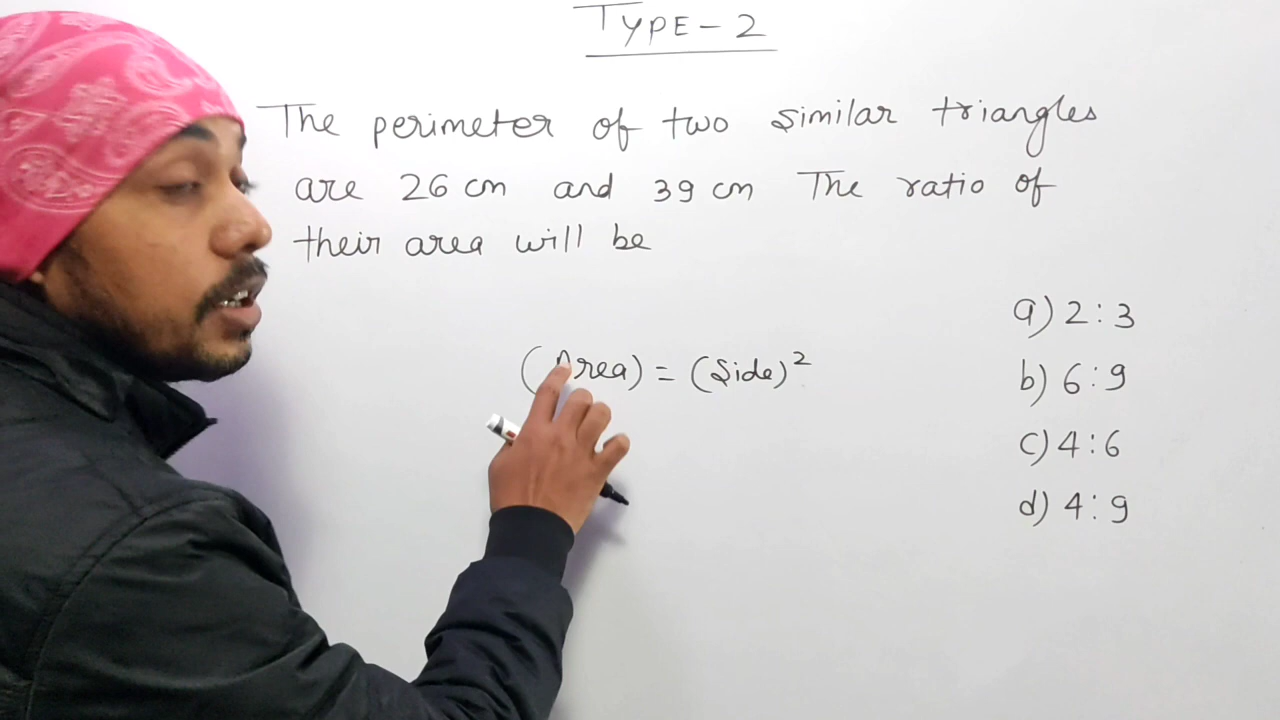 TYPE-2
The perimeter of two similar triangles
are 26 cm and 39 cm The ratio of
their area will be
(Area) = (Side)²
a) 2:3
b) 6:9
c) 4:6
d) 4:9